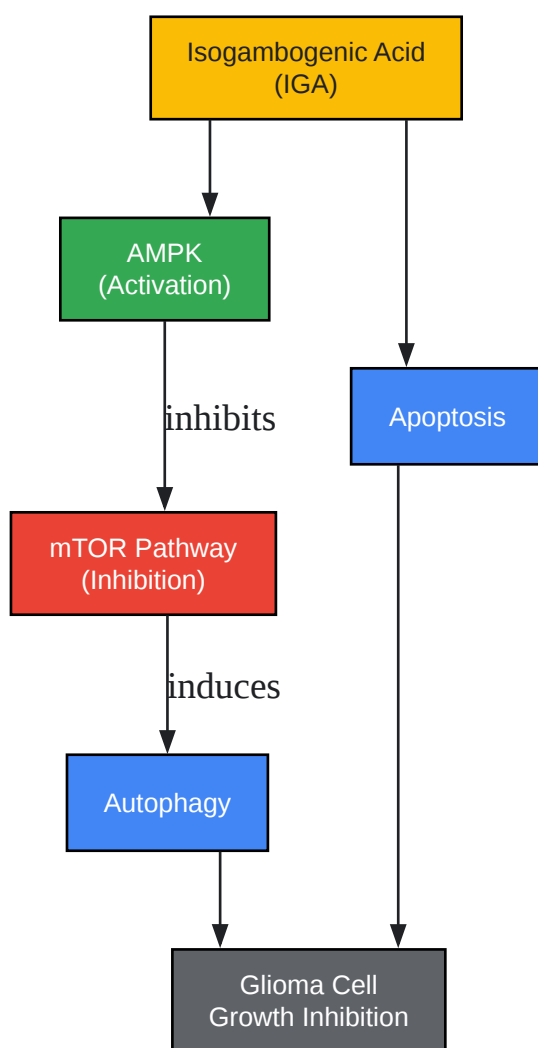 Isogambogenic Acid
(IGA)
AMPK
(Activation)
inhibits
Apoptosis
mTOR Pathway
(Inhibition)
induces
Autophagy
Glioma Cell
Growth Inhibition